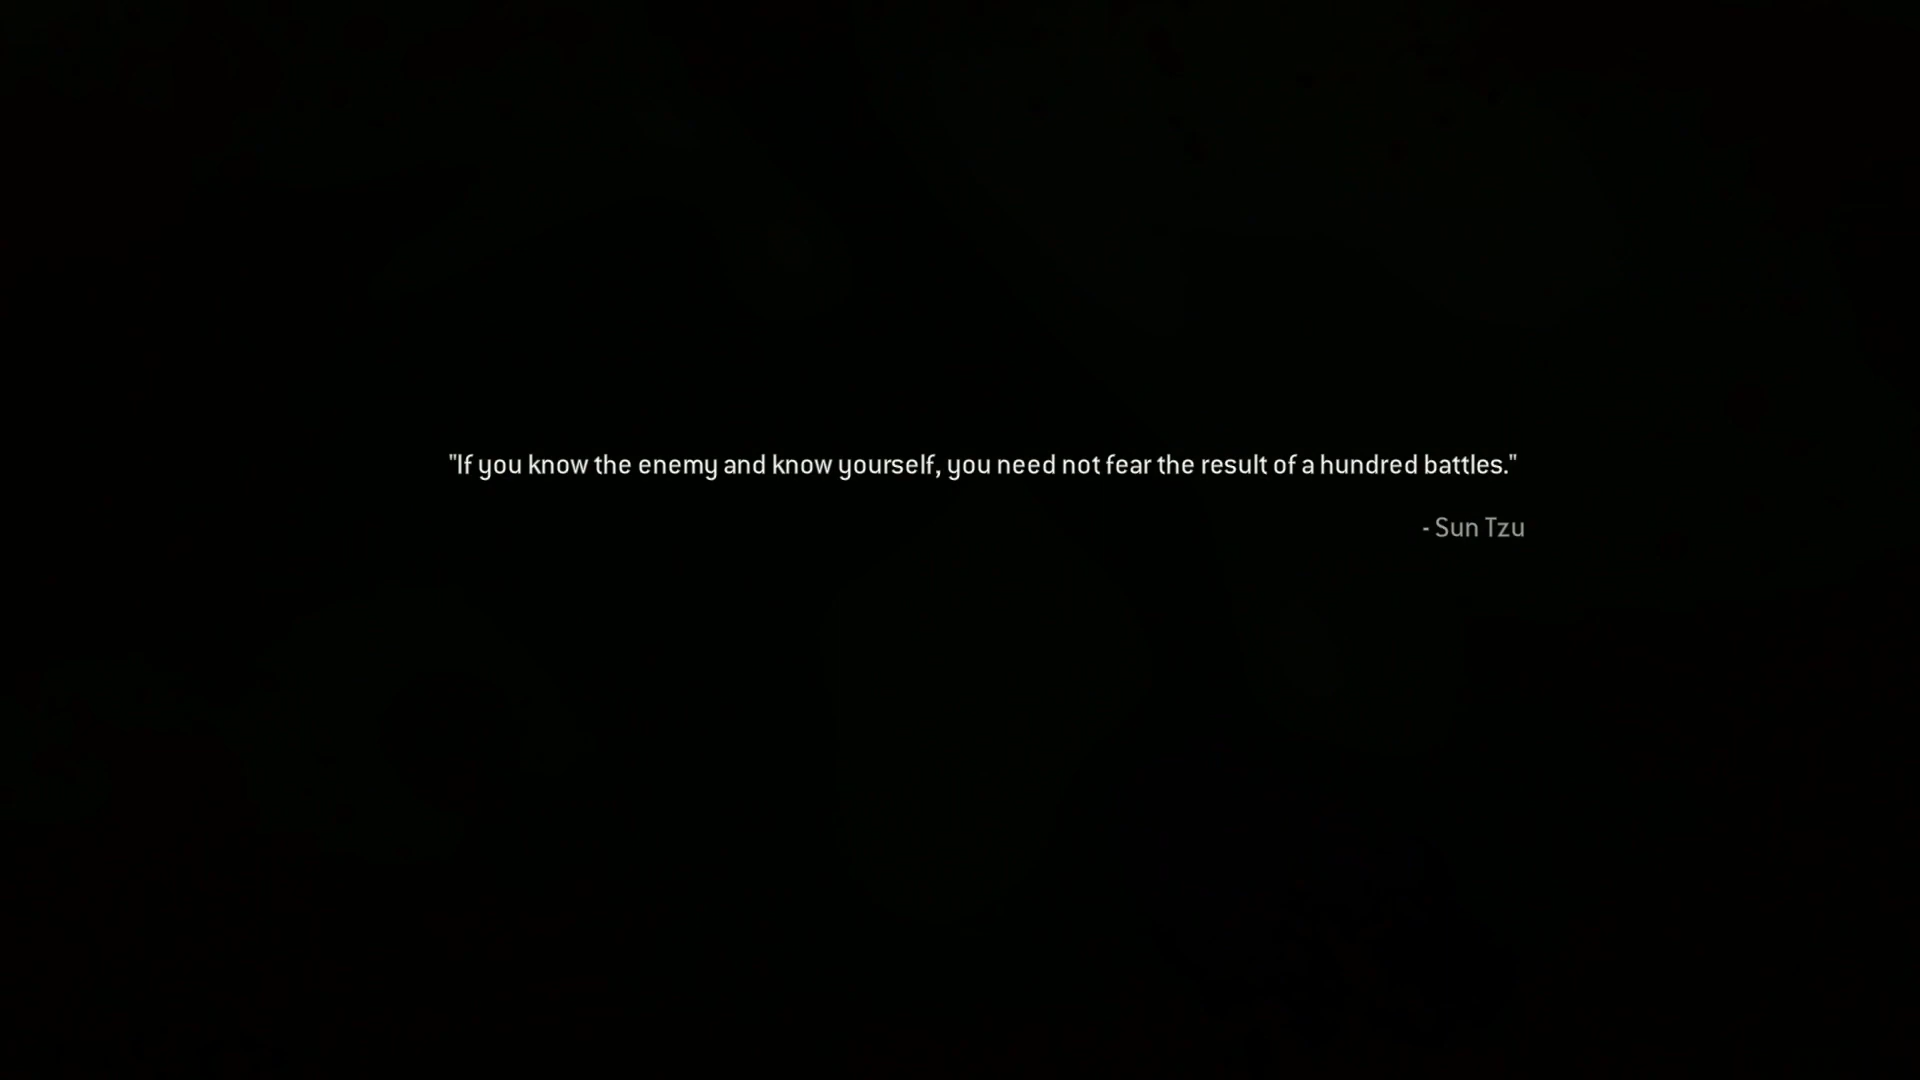 "If you know the enemy and know yourself, you need not fear the result of a hundred battles."
- Sun Tzu